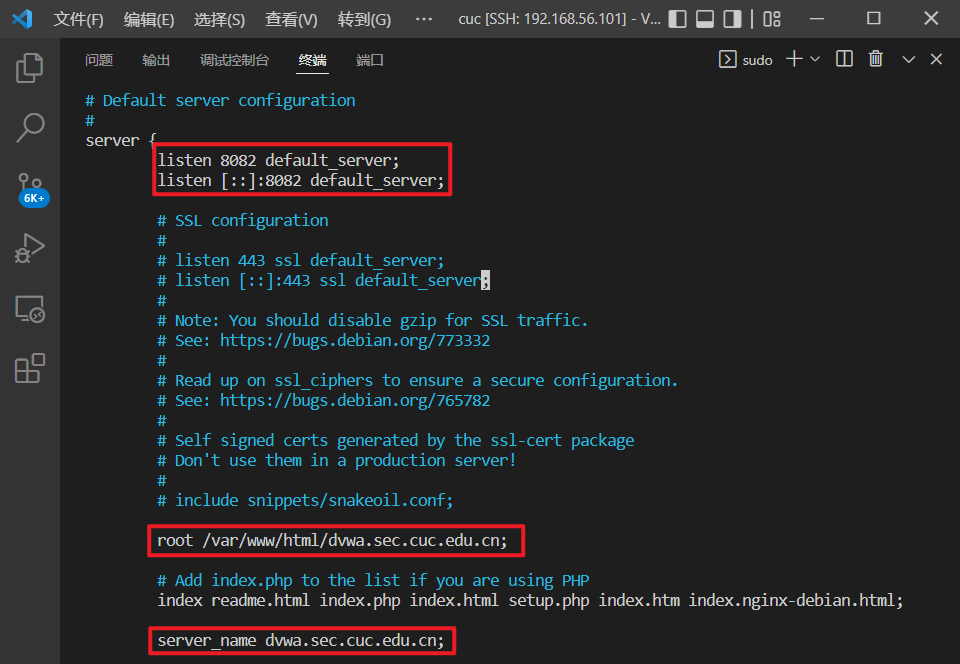 文件(F) 编辑(E) 选择(S) 查看(V) 转到(G) ··· cuc [SSH: 192.168.56.101] - V...
问题 输出 调试控制台 终端 端口 sudo
# Default server configuration
#
server {
listen 8082 default_server;
listen [::]:8082 default_server;
# SSL configuration
#
# listen 443 ssl default_server;
# listen [::]:443 ssl default_server;
#
# Note: You should disable gzip for SSL traffic.
# See: https://bugs.debian.org/773332
#
# Read up on ssl_ciphers to ensure a secure configuration.
# See: https://bugs.debian.org/765782
#
# Self signed certs generated by the ssl-cert package
# Don't use them in a production server!
#
# include snippets/snakeoil.conf;
root /var/www/html/dvwa.sec.cuc.edu.cn;
# Add index.php to the list if you are using PHP
index readme.html index.php index.html setup.php index.htm index.nginx-debian.html;
server_name dvwa.sec.cuc.edu.cn;
6K+